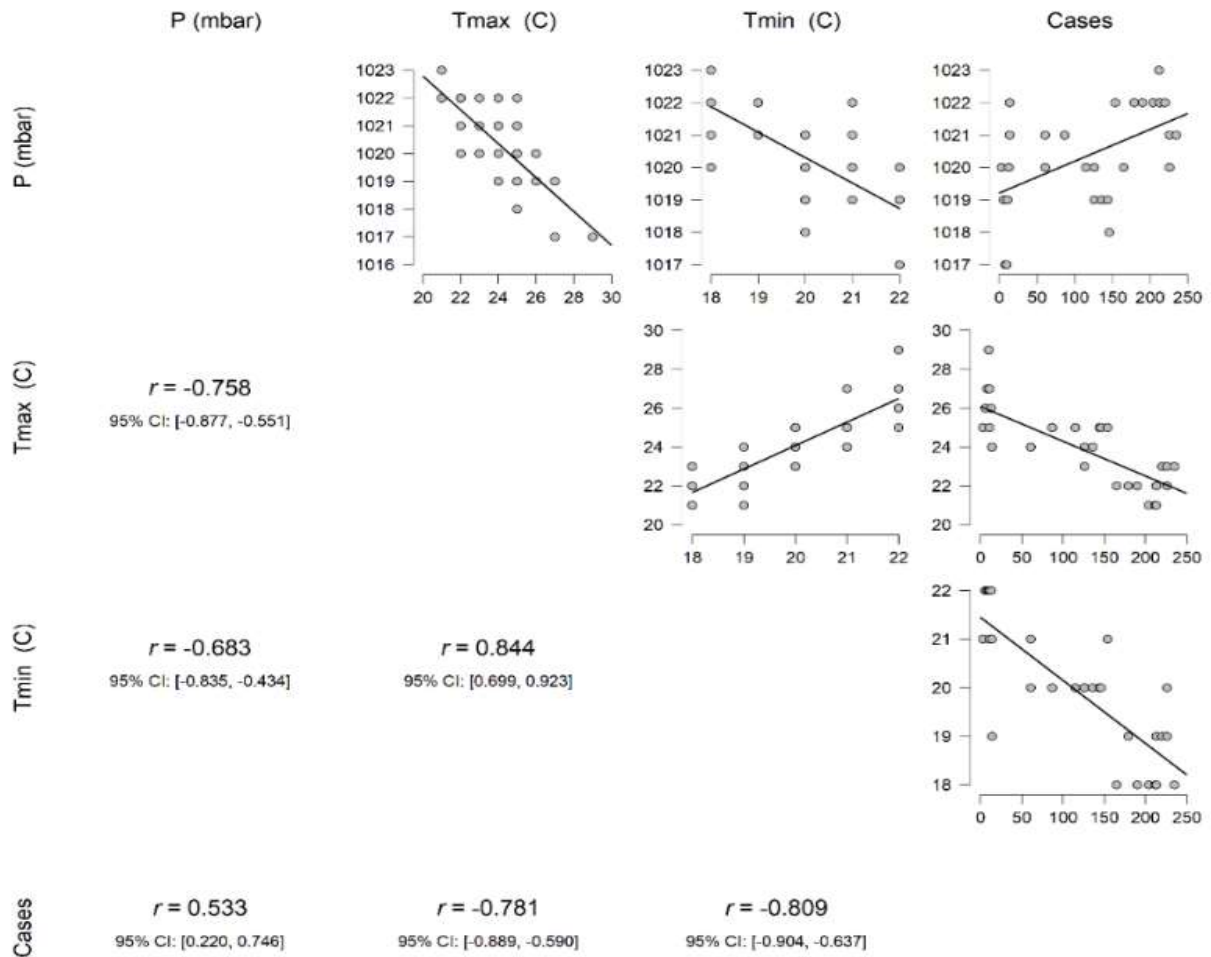 P (mbar)
Tmax (C)
Tmin (C)
Cases
P (mbar)
1023
1022
1021
1020
1019
1018
1017
1016
20 22 24 26 28 30
1023
1022
1021
1020
1019
1018
1017
18 19 20 21 22
1023
1022
1021
1020
1019
1018
1017
0 50 100 150 200 250
Tmax (C)
r = -0.758
95% CI: [-0.877, -0.551]
30
28
26
24
22
20
18 19 20 21 22
30
28
26
24
22
20
0 50 100 150 200 250
Tmin (C)
r = -0.683
95% CI: [-0.835, -0.434]
r = 0.844
95% CI: [0.699, 0.923]
22
21
20
19
18
0 50 100 150 200 250
Cases
r = 0.533
95% CI: [0.220, 0.746]
r = -0.781
95% CI: [-0.889, -0.590]
r = -0.809
95% CI: [-0.904, -0.637]